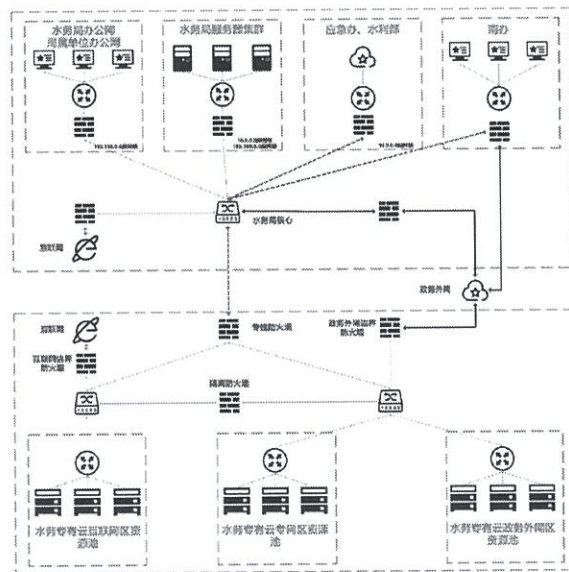 水务局办公网
局属单位办公网
水务局服务器集群
应急办、水利部
南办
互联网
水务局核心
政务外网
互联网
互联网边界
防火墙
专线防火墙
政务外网边界
防火墙
隔离防火墙
水务专有云互联网区资
源池
水务专有云专网区资源
池
水务专有云政务外网区
资源池